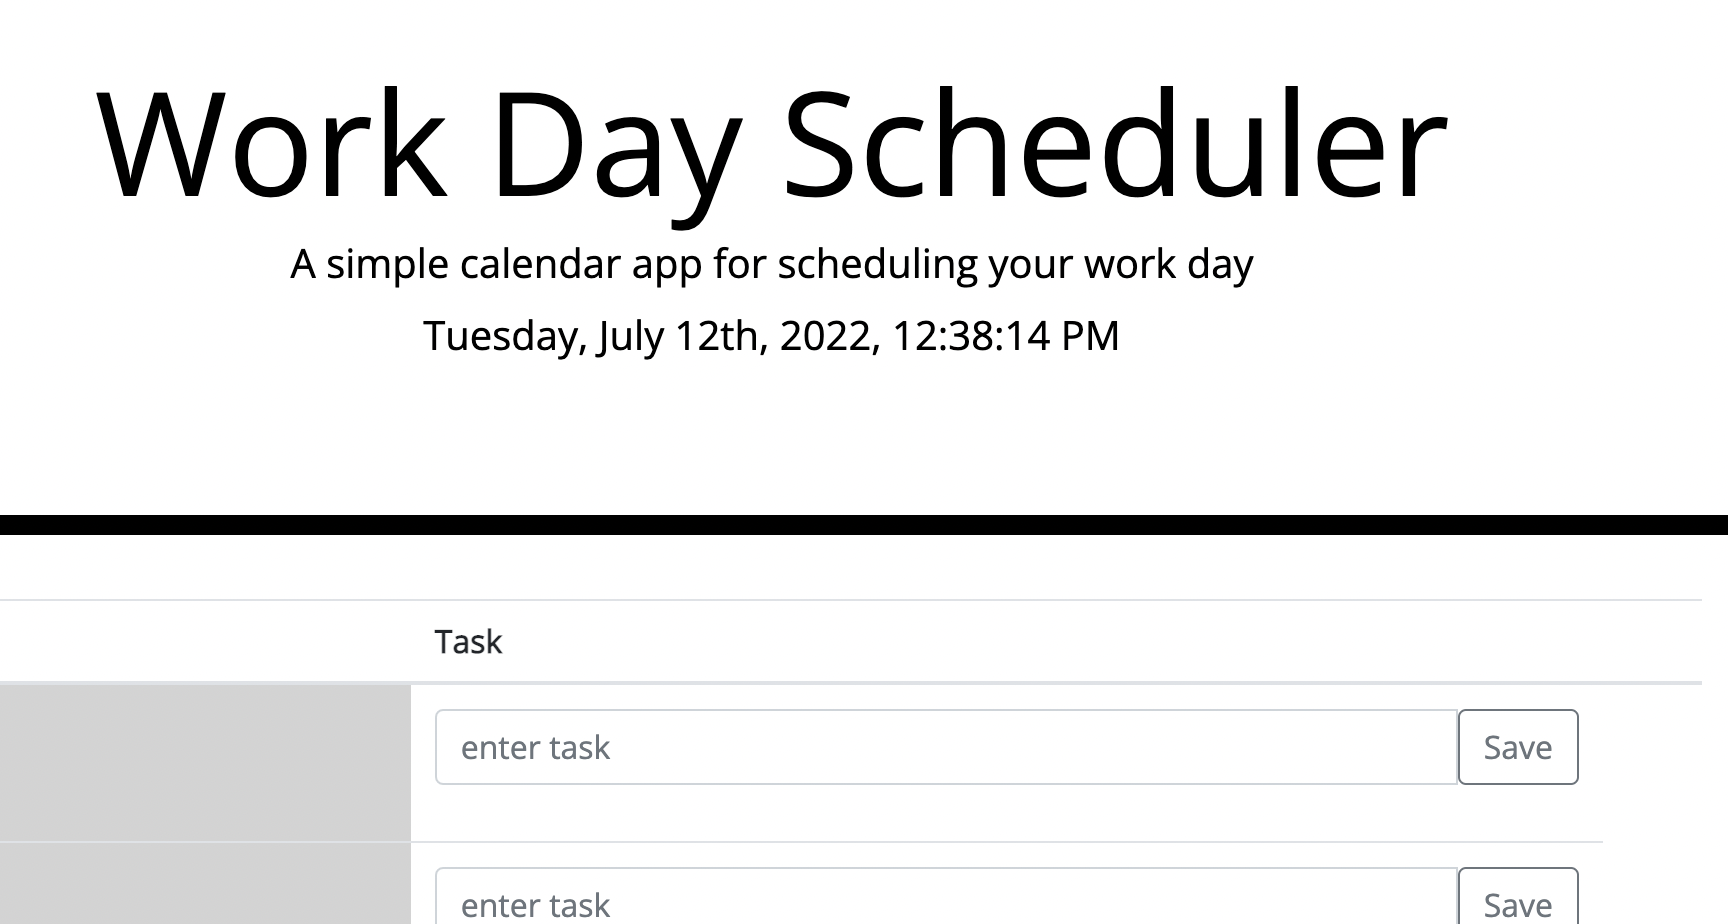 Work Day Scheduler
A simple calendar app for scheduling your work day
Tuesday, July 12th, 2022, 12:38:14 PM
Task
enter task Save
enter task Save